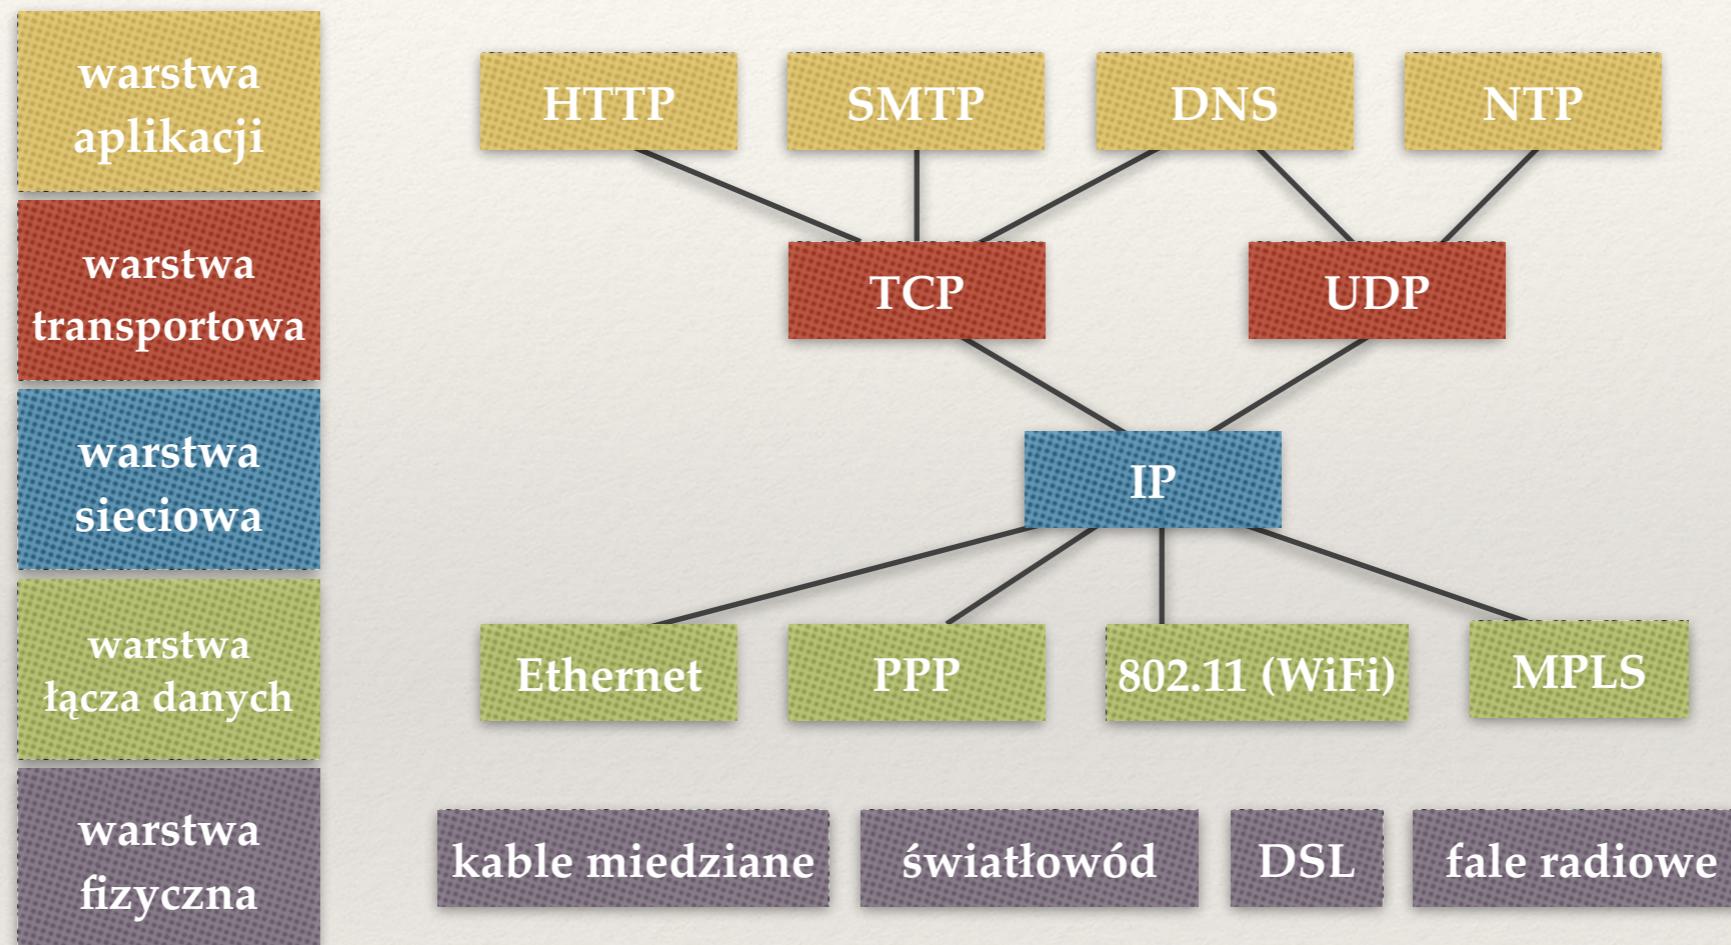 warstwa
aplikacji
HTTP
SMTP
DNS
NTP
warstwa
transportowa
TCP
UDP
warstwa
sieciowa
IP
warstwa
łącza danych
Ethernet
PPP
802.11 (WiFi)
MPLS
warstwa
fizyczna
kable miedziane
światłowód
DSL
fale radiowe